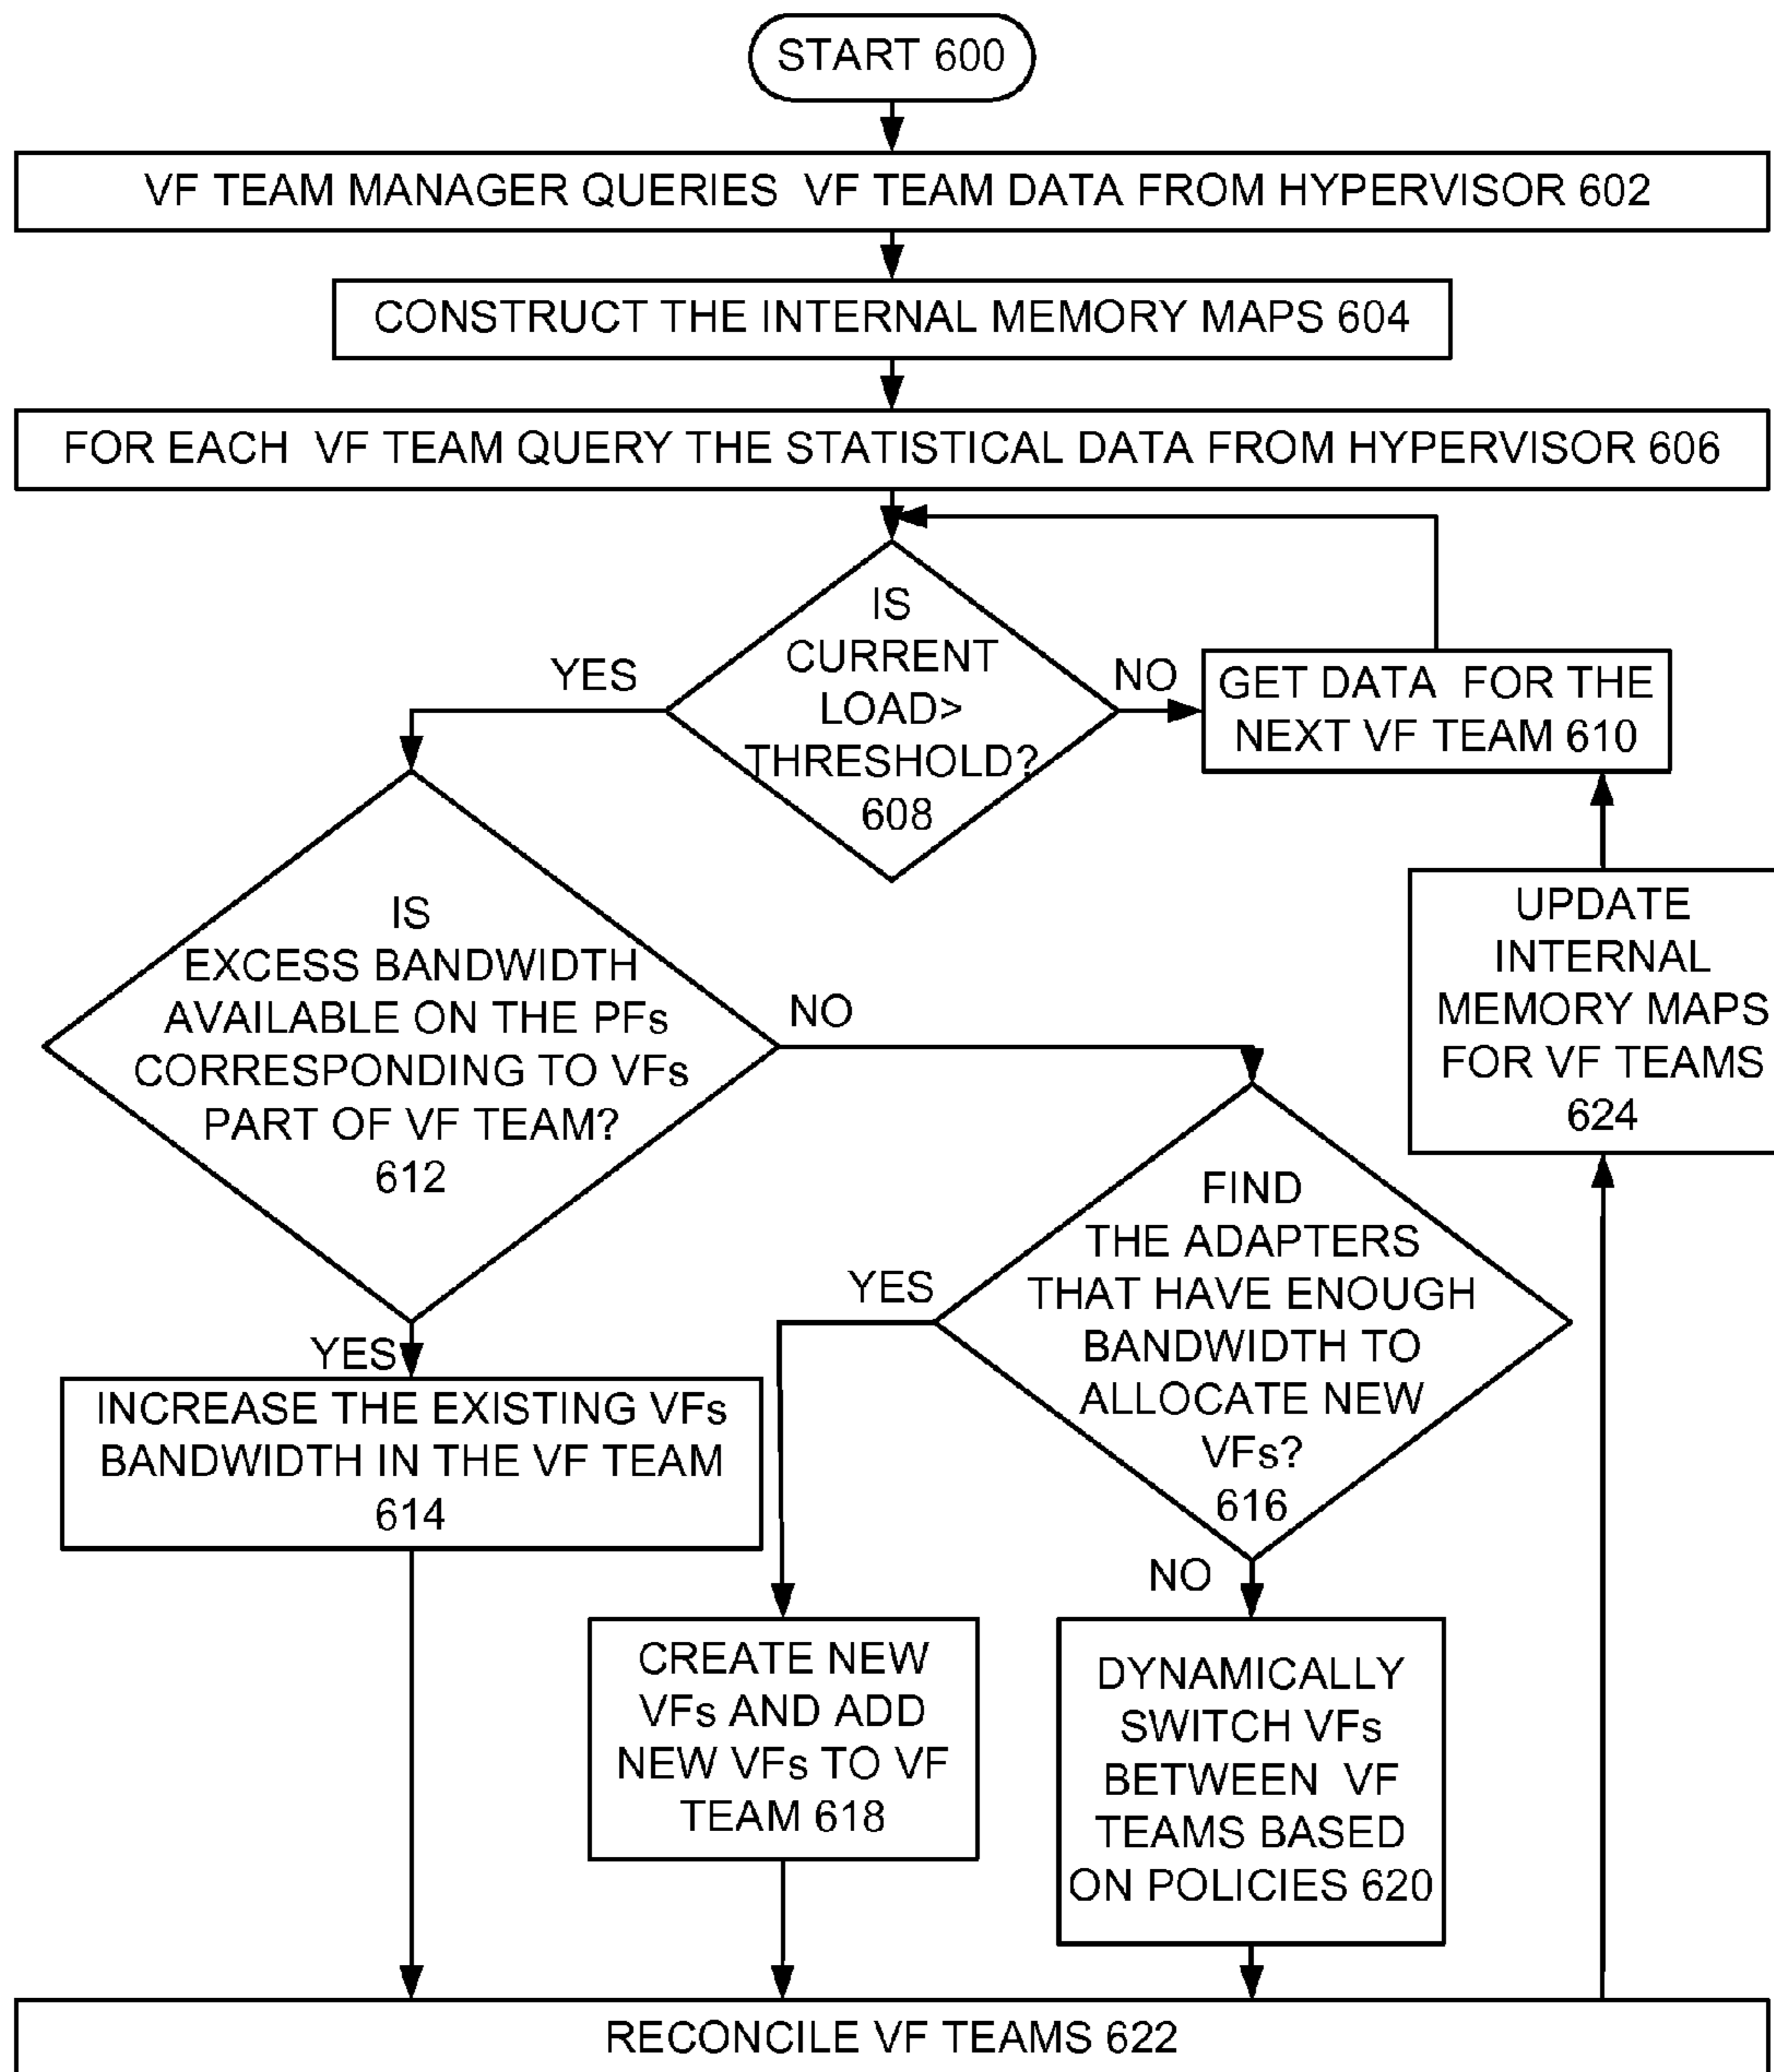 START 600
VF TEAM MANAGER QUERIES VF TEAM DATA FROM HYPERVISOR 602
CONSTRUCT THE INTERNAL MEMORY MAPS 604
FOR EACH VF TEAM QUERY THE STATISTICAL DATA FROM HYPERVISOR 606
IS
CURRENT
LOAD>
THRESHOLD?
608
YES
NO
GET DATA FOR THE
NEXT VF TEAM 610
IS
EXCESS BANDWIDTH
AVAILABLE ON THE PFs
CORRESPONDING TO VFs
PART OF VF TEAM?
612
NO
YES
UPDATE
INTERNAL
MEMORY MAPS
FOR VF TEAMS
624
FIND
THE ADAPTERS
THAT HAVE ENOUGH
BANDWIDTH TO
ALLOCATE NEW
VFs?
616
YES
NO
INCREASE THE EXISTING VFs
BANDWIDTH IN THE VF TEAM
614
CREATE NEW
VFs AND ADD
NEW VFs TO VF
TEAM 618
DYNAMICALLY
SWITCH VFs
BETWEEN VF
TEAMS BASED
ON POLICIES 620
RECONCILE VF TEAMS 622